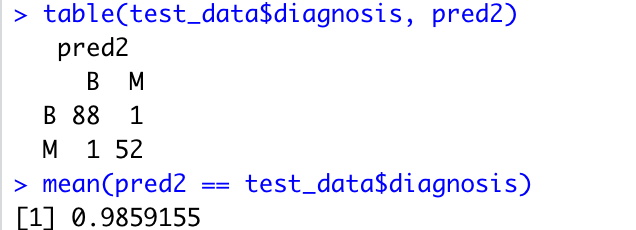 > table(test_data$diagnosis, pred2)
   pred2
     B  M
  B 88  1
  M  1 52
> mean(pred2 == test_data$diagnosis)
[1] 0.9859155